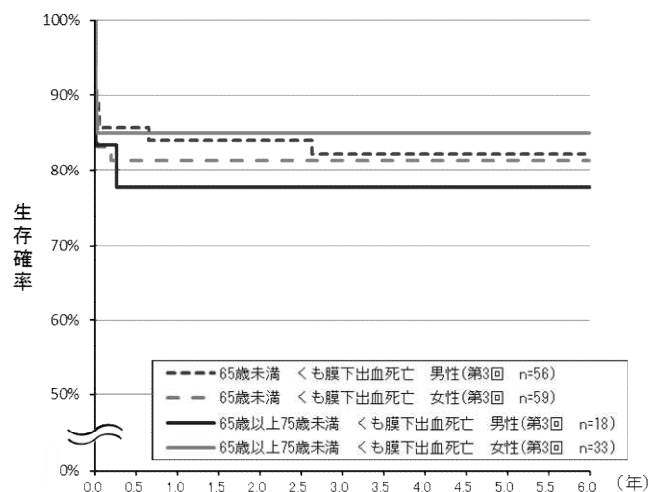 100%
90%
80%
70%
60%
50%
0%
生存確率
65歳未満 くも膜下出血死亡 男性(第3回 n=56)
65歳未満 くも膜下出血死亡 女性(第3回 n=59)
65歳以上75歳未満 くも膜下出血死亡 男性(第3回 n=18)
65歳以上75歳未満 くも膜下出血死亡 女性(第3回 n=33)
0.0 0.5 1.0 1.5 2.0 2.5 3.0 3.5 4.0 4.5 5.0 5.5 6.0 (年)